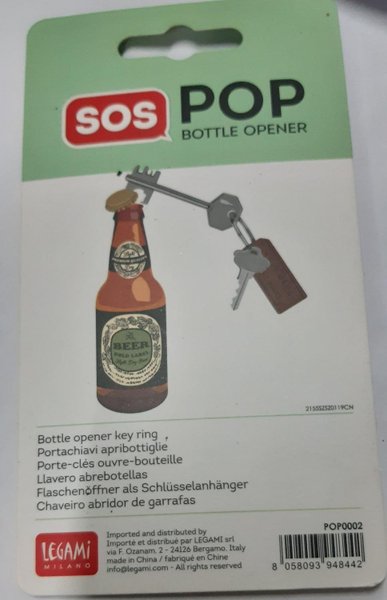 SOS POP
BOTTLE OPENER
BEER
GOLD LABEL
2155SZSZ0119CN
Bottle opener key ring
Portachiavi apribottiglie
Porte-clés ouvre-bouteille
Llavero abrebotellas
Flaschenöffner als Schlüsselanhänger
Chaveiro abridor de garrafas
LEGAMI
MILANO
Imported and distributed by
Importé et distribué par LEGAMI srl
via F. Ozanam, 2 - 24126 Bergamo, Italy
made in China / fabriqué en Chine
info@legami.com - All rights reserved
POP0002
8 058093 948442